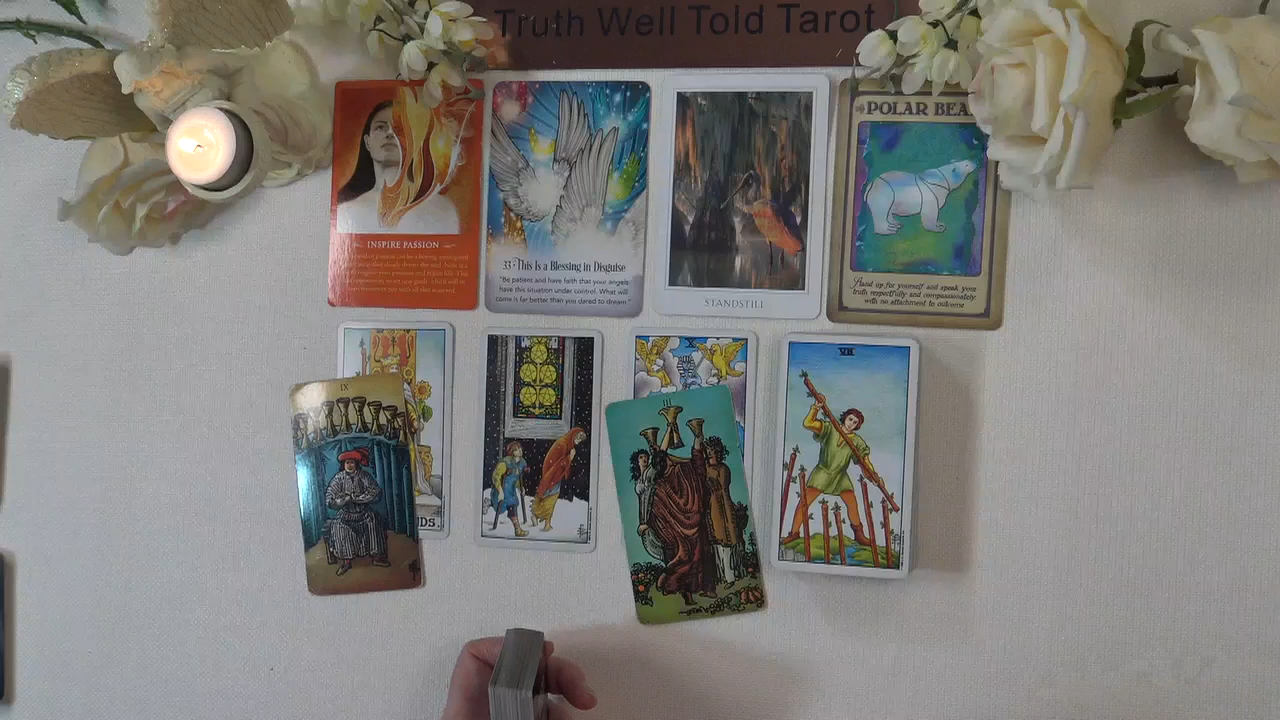 Truth Well Told Tarot
INSPIRE PASSION
33 · This is a Blessing in Disguise
"Be patient and have faith that your angels
have this situation under control. What will
come is far better than you dared to dream"
STANDSTILL
POLAR BEA
Stand up for yourself and speak your
truth respectfully and compassionately
with no attachment to outcome
IX
X
VII
III
DS